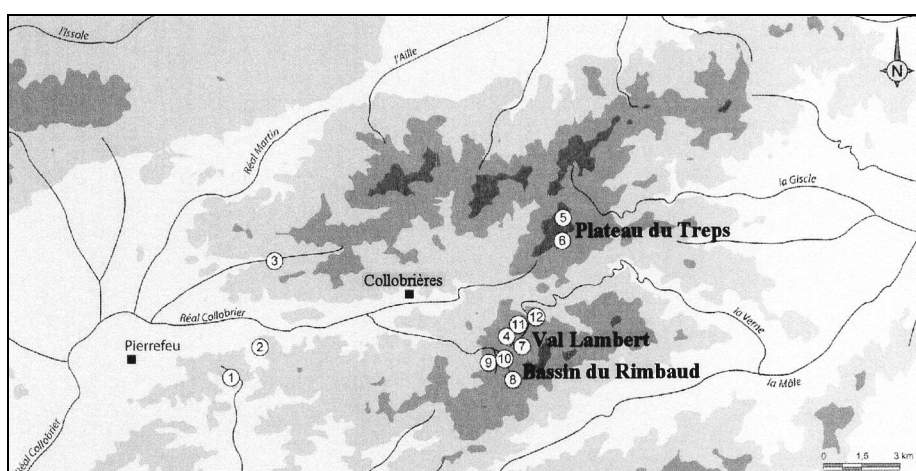 l'Issole
l'Aille
N
Réal Martin
la Giscle
5
Plateau du Treps
6
3
Collobrières
Réal Collobrier
12
11
la Verne
4
Val Lambert
7
2
Pierrefeu
9
10
Bassin du Rimbaud
1
8
la Môle
Réal Collobrier
0 1,5 3 km